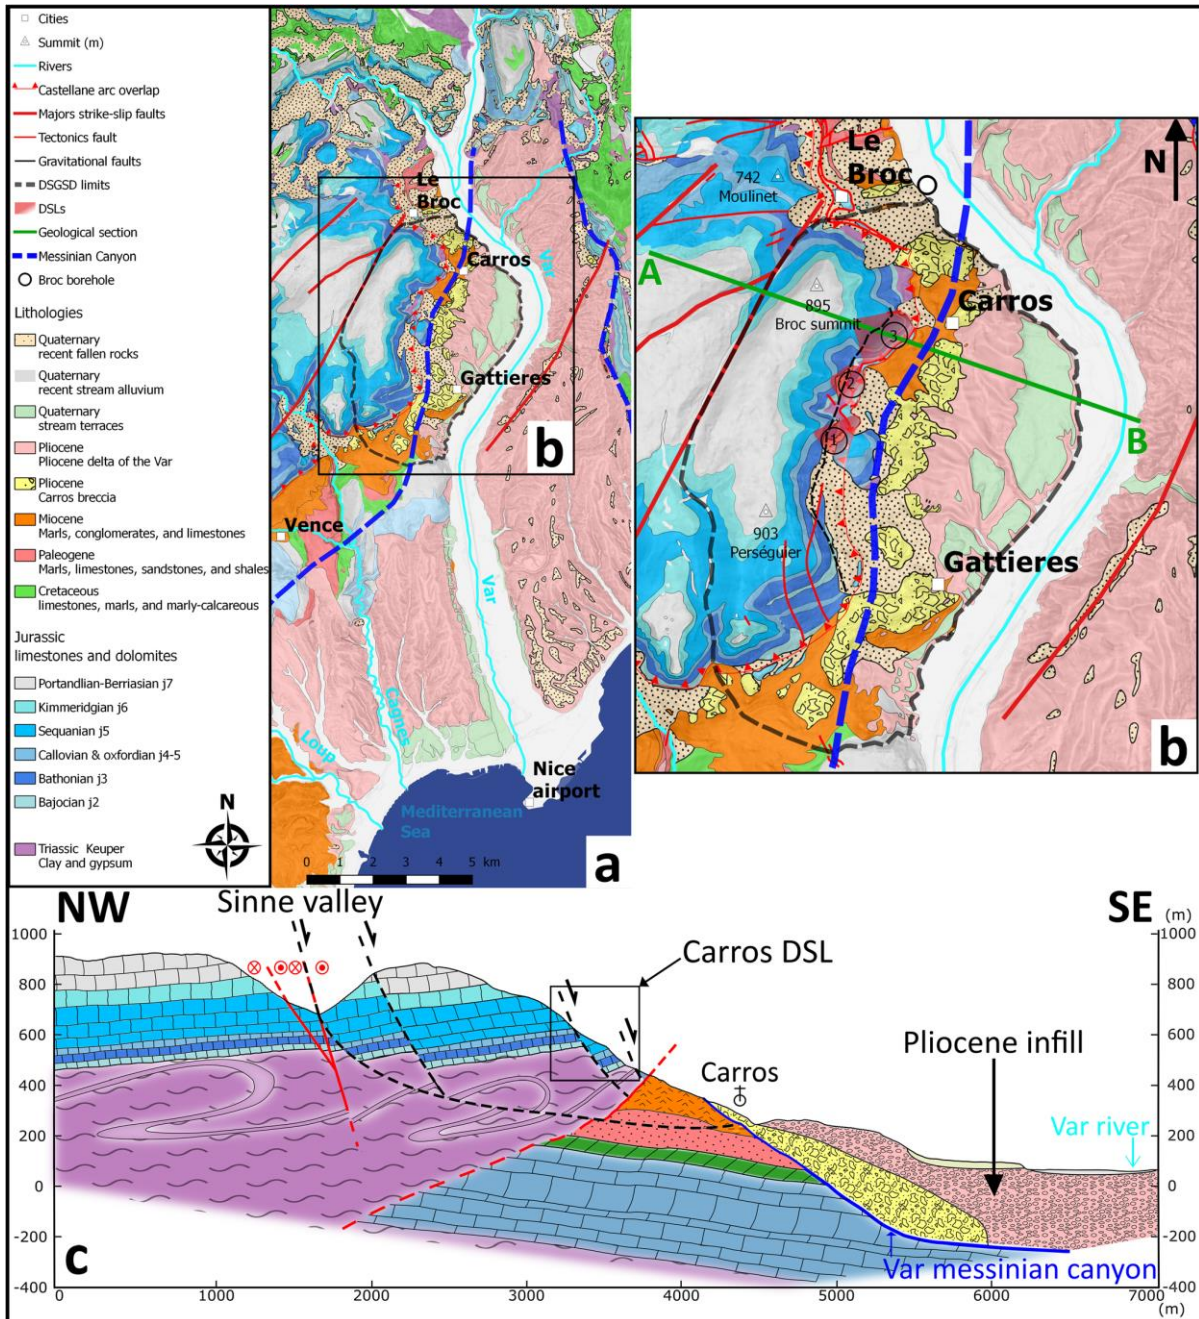 Cities
Summit (m)
Rivers
Castellane arc overlap
Majors strike-slip faults
Tectonics fault
Gravitational faults
DSGSD limits
DSLs
Geological section
Messinian Canyon
Broc borehole
Lithologies
Quaternary
recent fallen rocks
Quaternary
recent stream alluvium
Quaternary
stream terraces
Pliocene
Pliocene delta of the Var
Pliocene
Carros breccia
Miocene
Marls, conglomerates, and limestones
Paleogene
Marls, limestones, sandstones, and shales
Cretaceous
limestones, marls, and marly-calcareous
Jurassic
limestones and dolomites
Portandlian-Berriasian j7
Kimmeridgian j6
Sequanian j5
Callovian & oxfordian j4-5
Bathonian j3
Bajocian j2
Triassic Keuper
Clay and gypsum
N
Le
Broc
Carros
Var
Gattieres
b
Vence
Var
Cagnes
Loup
Nice
airport
Mediterranean
Sea
0 1 2 3 4 5 km
a
Le
Broc
N
742
Moulinet
A
895
Broc summit
Carros
3
2
1
B
903
Perséguier
Gattieres
b
NW
Sinne valley
SE
(m)
1000
800
600
400
200
0
-200
-400
Carros DSL
Carros
Pliocene infill
Var river
Var messinian canyon
1000
800
600
400
200
0
-200
-400
c
0 1000 2000 3000 4000 5000 6000 7000
(m)